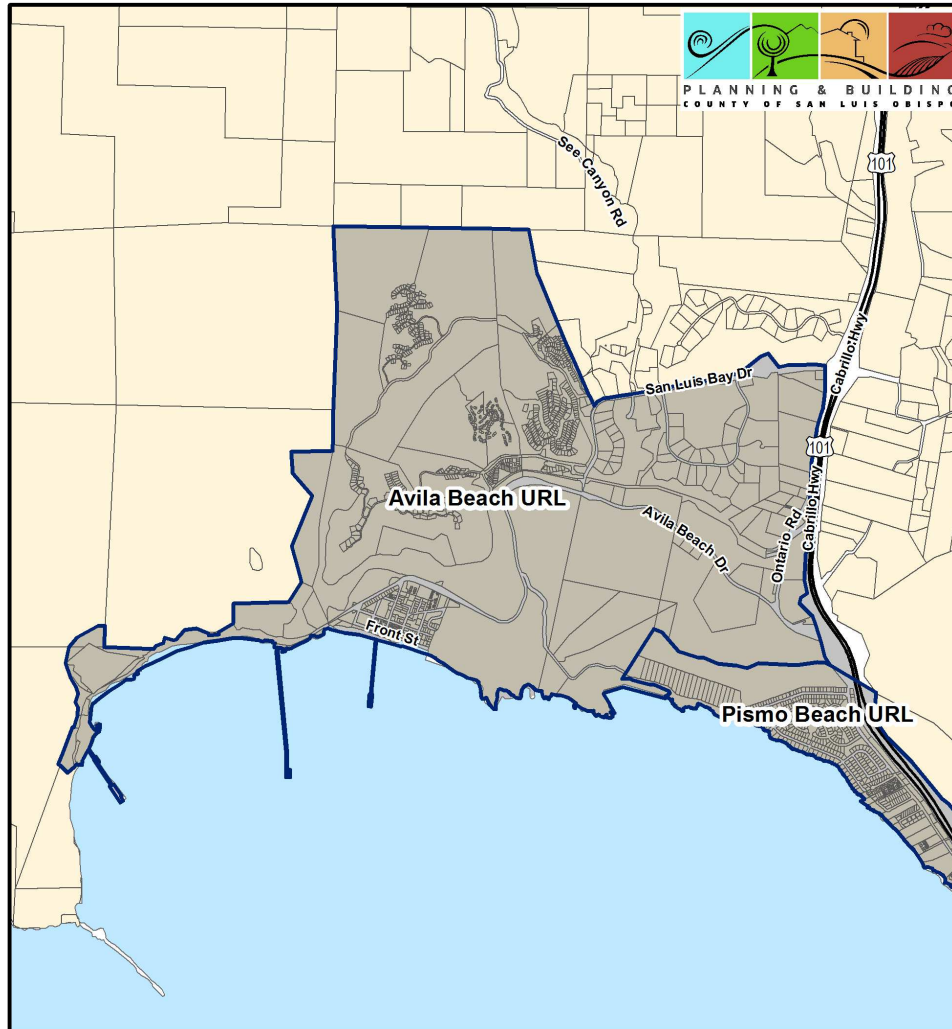 PLANNING & BUILDING
COUNTY OF SAN LUIS OBISPO
101
See Canyon Rd
Cabrillo Hwy
San Luis Bay Dr
101
Avila Beach URL
Cabrillo Hwy
Avila Beach Dr
Ontario Rd
Front St
Pismo Beach URL